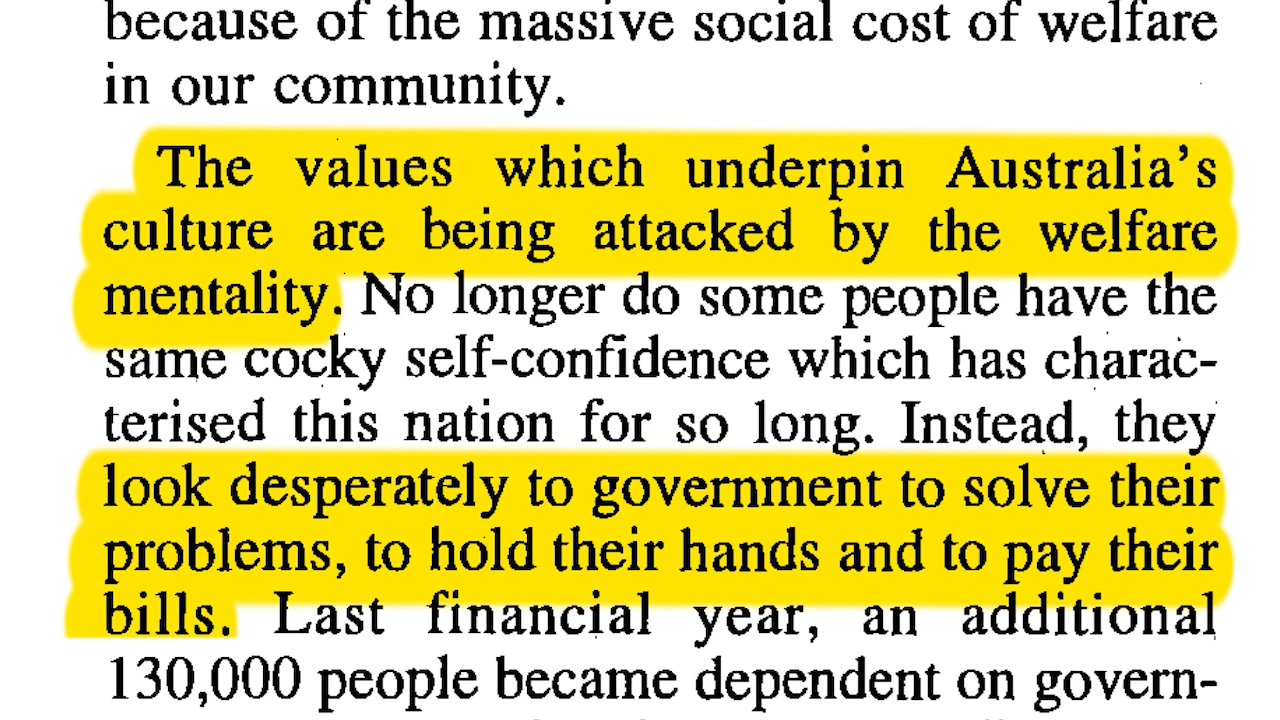 because of the massive social cost of welfare
in our community.
The values which underpin Australia's
culture are being attacked by the welfare
mentality. No longer do some people have the
same cocky self-confidence which has charac-
terised this nation for so long. Instead, they
look desperately to government to solve their
problems, to hold their hands and to pay their
bills. Last financial year, an additional
130,000 people became dependent on govern-